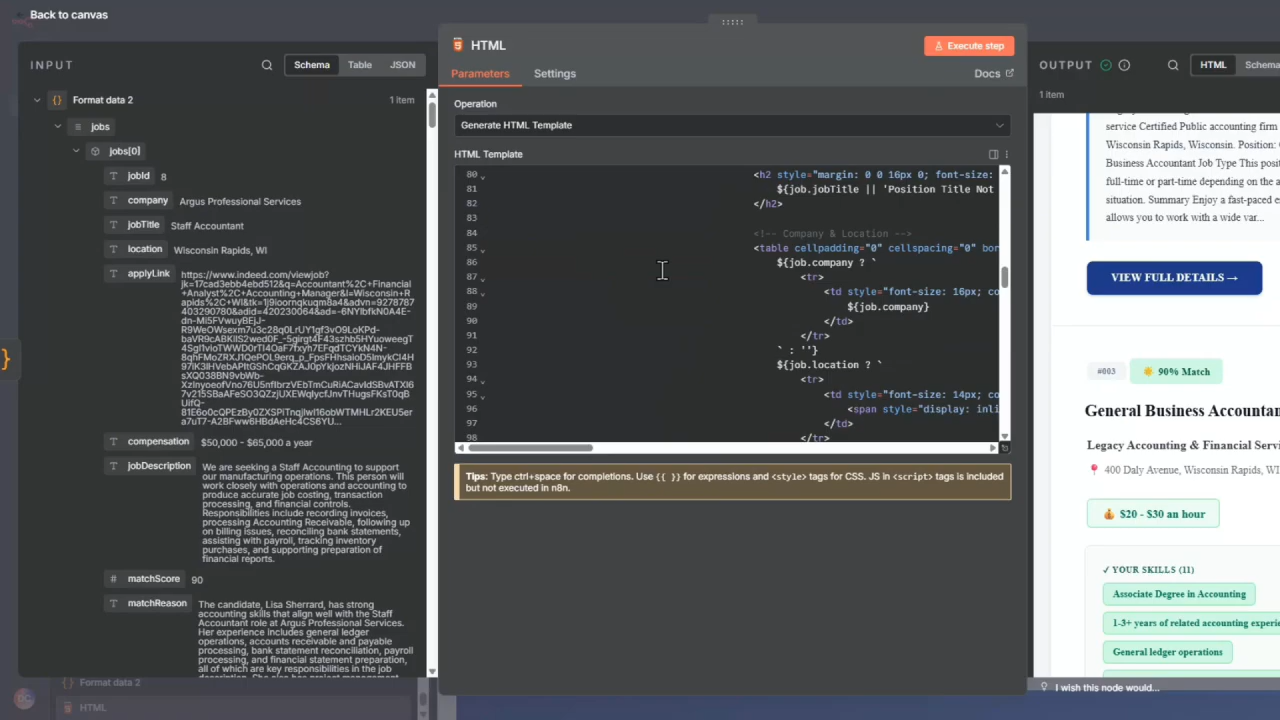 Back to canvas
INPUT
Schema
Table
JSON
Format data 2
1 item
jobs
jobs[0]
jobId 8
company Argus Professional Services
jobTitle Staff Accountant
location Wisconsin Rapids, WI
applyLink
https://www.indeed.com/viewjob?
compensation $50,000 - $65,000 a year
jobDescription
We are seeking a Staff Accounting to support
our manufacturing operations. This person will
work closely with operations and accounting to
produce accurate job costing, transaction
processing, and financial controls.
Responsibilities include recording invoices,
processing Accounting Receivable, following up
on billing issues, reconciling bank statements,
assisting with payroll, tracking inventory
purchases, and supporting preparation of
financial reports.
matchScore 90
matchReason
The candidate, Lisa Sherrard, has strong
accounting skills that align well with the Staff
Accountant role at Argus Professional Services.
Her experience includes general ledger
operations, accounts receivable and payable
processing, bank statement reconciliation, payroll
processing, and financial statement preparation,
all of which are key responsibilities in the job
Format data 2
HTML
HTML
Execute step
Parameters
Settings
Docs
Operation
Generate HTML Template
HTML Template
80 <h2 style="margin: 0 0 16px 0; font-size:
81 ${job.jobTitle || 'Position Title Not
82 </h2>
83
84 <!-- Company & Location -->
85 <table cellpadding="0" cellspacing="0" bor
86 ${job.company ? `
87 <tr>
88 <td style="font-size: 16px; co
89 ${job.company}
90 </td>
91 </tr>
92 ` : ''}
93 ${job.location ? `
94 <tr>
95 <td style="font-size: 14px; co
96 <span style="display: inli
97 </td>
98 </tr>
Tips: Type ctrl+space for completions. Use {{ }} for expressions and <style> tags for CSS. JS in <script> tags is included
but not executed in n8n.
OUTPUT
HTML
Schema
1 item
service Certified Public accounting firm
Wisconsin Rapids, Wisconsin. Position:
Business Accountant Job Type This posit
full-time or part-time depending on the a
situation. Summary Enjoy a fast-paced e
allows you to work with a wide var...
VIEW FULL DETAILS →
#003
90% Match
General Business Accountan
Legacy Accounting & Financial Servi
400 Daly Avenue, Wisconsin Rapids, WI
$20 - $30 an hour
✓ YOUR SKILLS (11)
Associate Degree in Accounting
1-3+ years of related accounting experie
General ledger operations
I wish this node would...